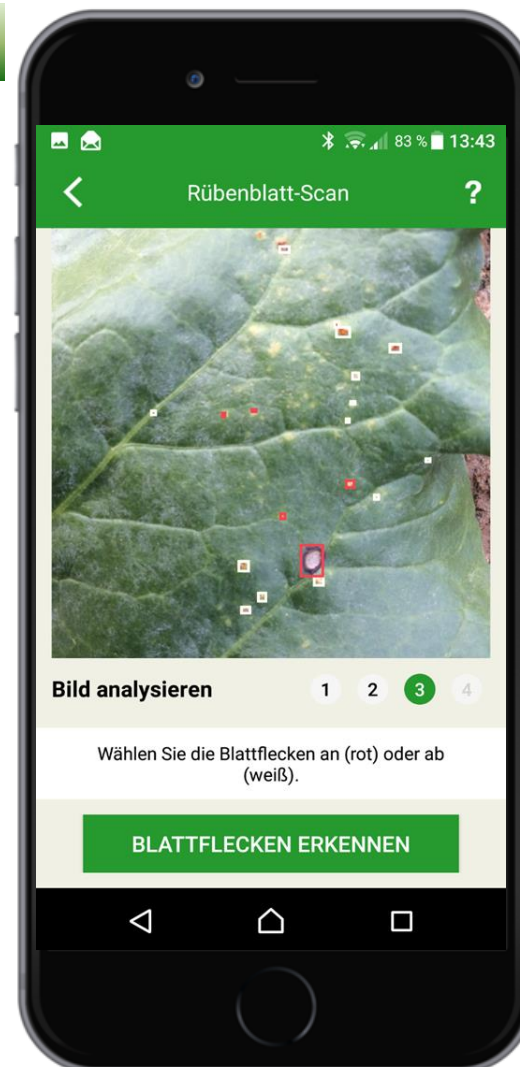 83 % 13:43
Rübenblatt-Scan ?
Bild analysieren 1 2 3 4
Wählen Sie die Blattflecken an (rot) oder ab
(weiß).
BLATTFLECKEN ERKENNEN